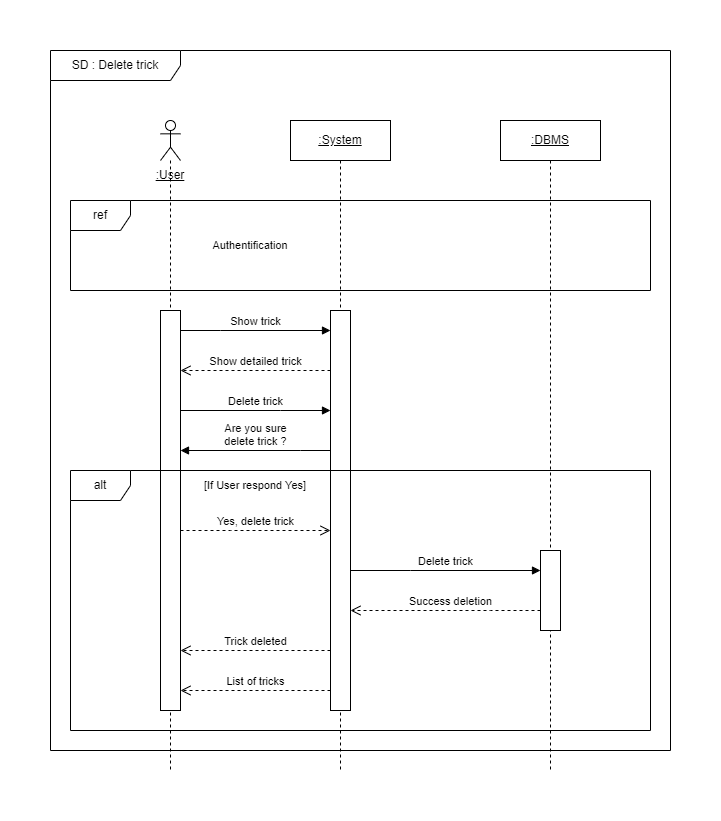 SD : Delete trick
:User
:System
:DBMS
ref
Authentification
Show trick
Show detailed trick
Delete trick
Are you sure
delete trick ?
alt
[If User respond Yes]
Yes, delete trick
Delete trick
Success deletion
Trick deleted
List of tricks